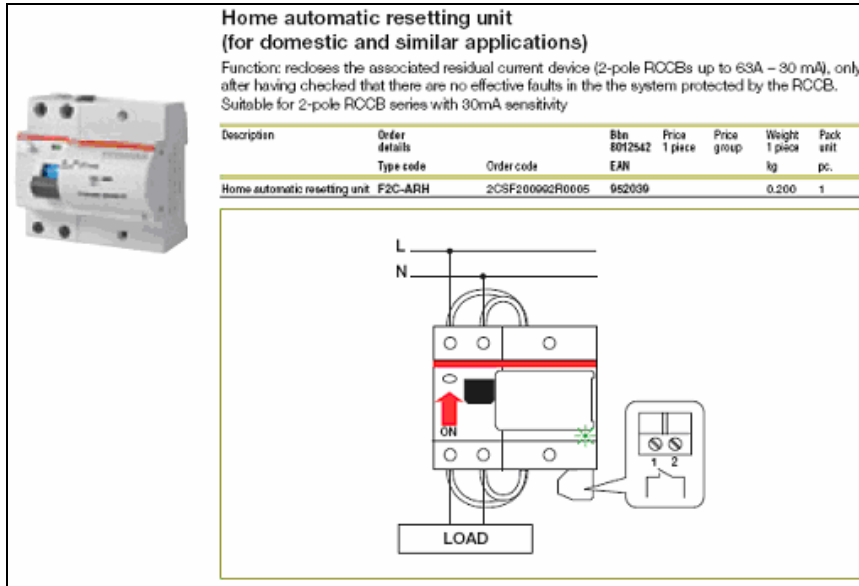 Home automatic resetting unit
(for domestic and similar applications)
Function: recloses the associated residual current device (2-pole RCCBs up to 63A – 30 mA), only
after having checked that there are no effective faults in the the system protected by the RCCB.
Suitable for 2-pole RCCB series with 30mA sensitivity
Description Order details Bbn 8012542 Price 1 piece Price group Weight 1 piece Pack unit
Type code Order code EAN kg pc.
Home automatic resetting unit F2C-ARH 2CSF200992R0005 952039 0.200 1
L
N
ON
1 2
LOAD